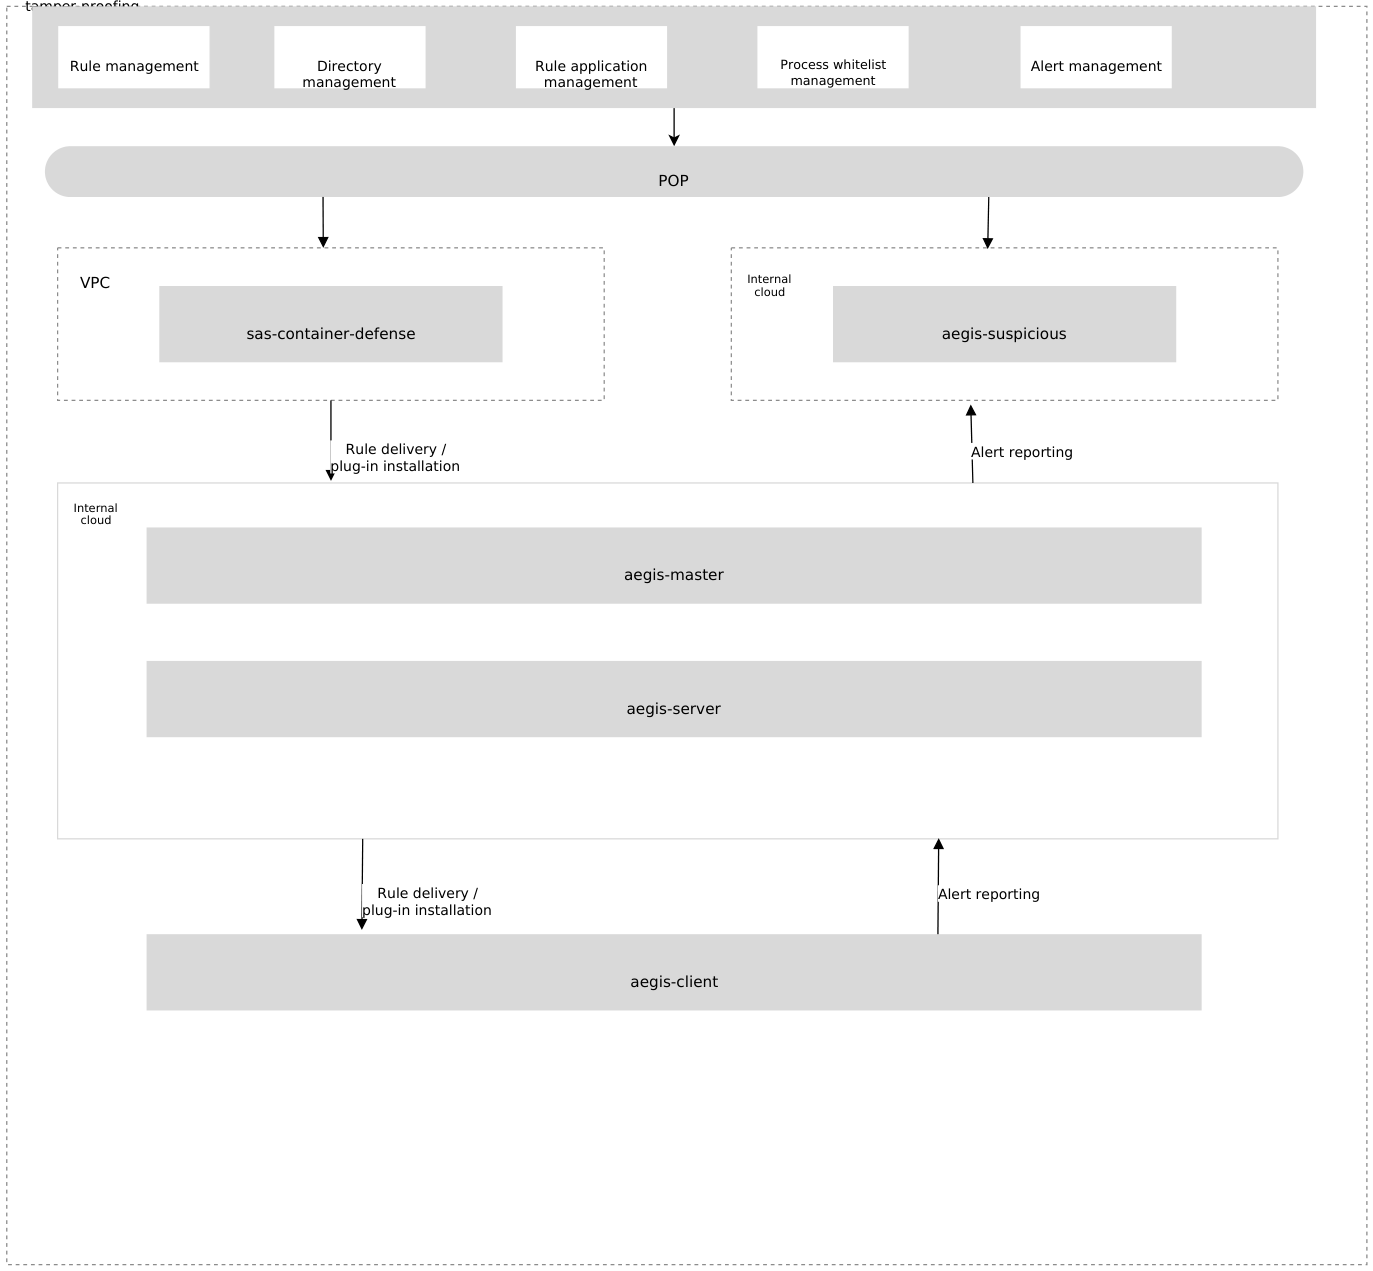 tamper-proofing
Rule management
Directory
management
Rule application
management
Process whitelist
management
Alert management
POP
VPC
sas-container-defense
Internal
cloud
aegis-suspicious
Rule delivery /
plug-in installation
Alert reporting
Internal
cloud
aegis-master
aegis-server
Rule delivery /
plug-in installation
Alert reporting
aegis-client